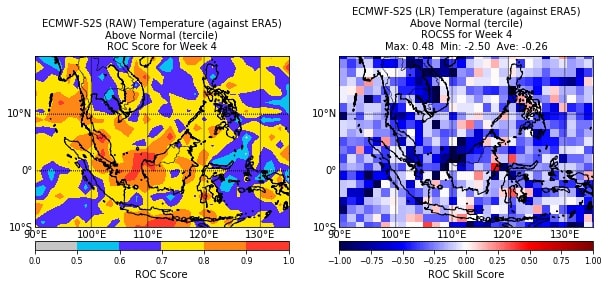 ECMWF-S2S (RAW) Temperature (against ERA5)
Above Normal (tercile)
ROC Score for Week 4
10°N
0°
10°S
90°E 100°E 110°E 120°E 130°E
0.0 0.5 0.6 0.7 0.8 0.9 1.0
ROC Score
ECMWF-S2S (LR) Temperature (against ERA5)
Above Normal (tercile)
ROCSS for Week 4
Max: 0.48 Min: -2.50 Ave: -0.26
10°N
0°
10°S
90°E 100°E 110°E 120°E 130°E
−1.00 −0.75 −0.50 −0.25 0.00 0.25 0.50 0.75 1.00
ROC Skill Score